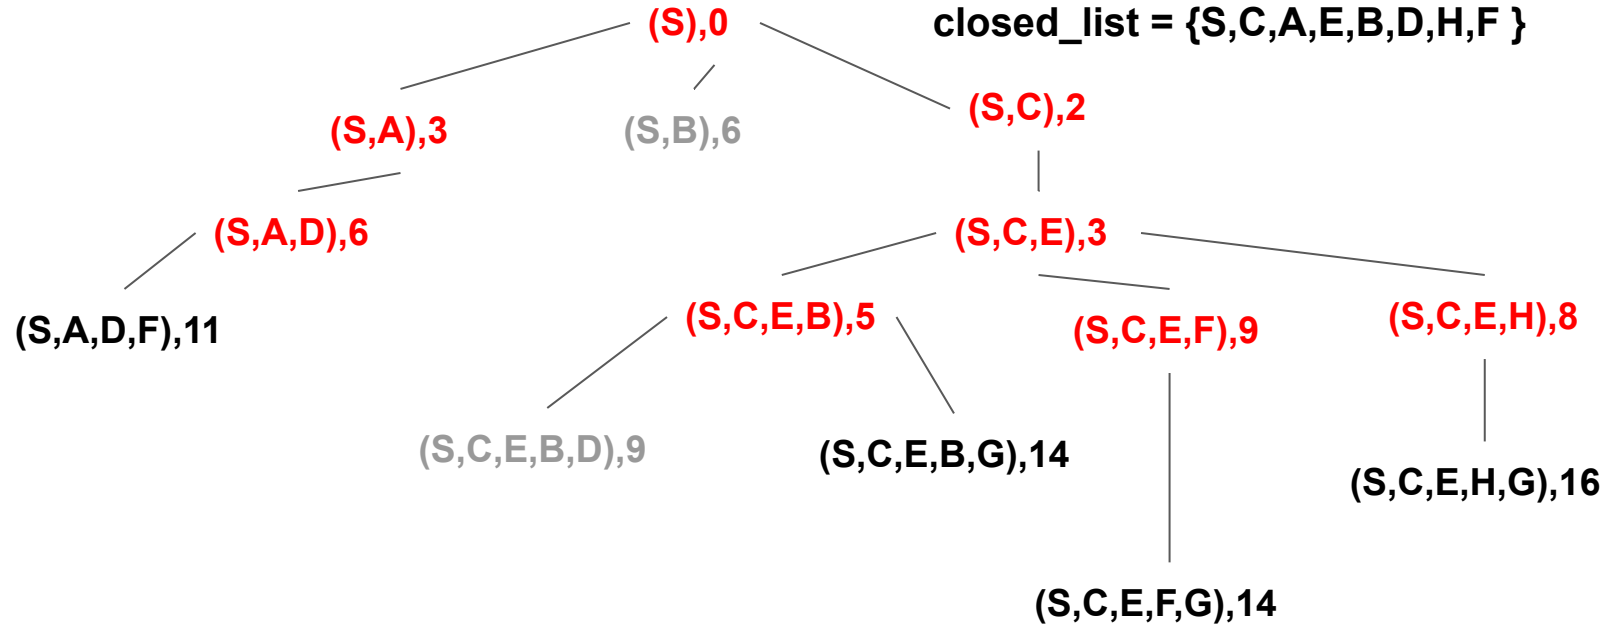 (S),0
closed_list = {S,C,A,E,B,D,H,F }
(S,A),3
(S,B),6
(S,C),2
(S,A,D),6
(S,C,E),3
(S,A,D,F),11
(S,C,E,B),5
(S,C,E,F),9
(S,C,E,H),8
(S,C,E,B,D),9
(S,C,E,B,G),14
(S,C,E,H,G),16
(S,C,E,F,G),14